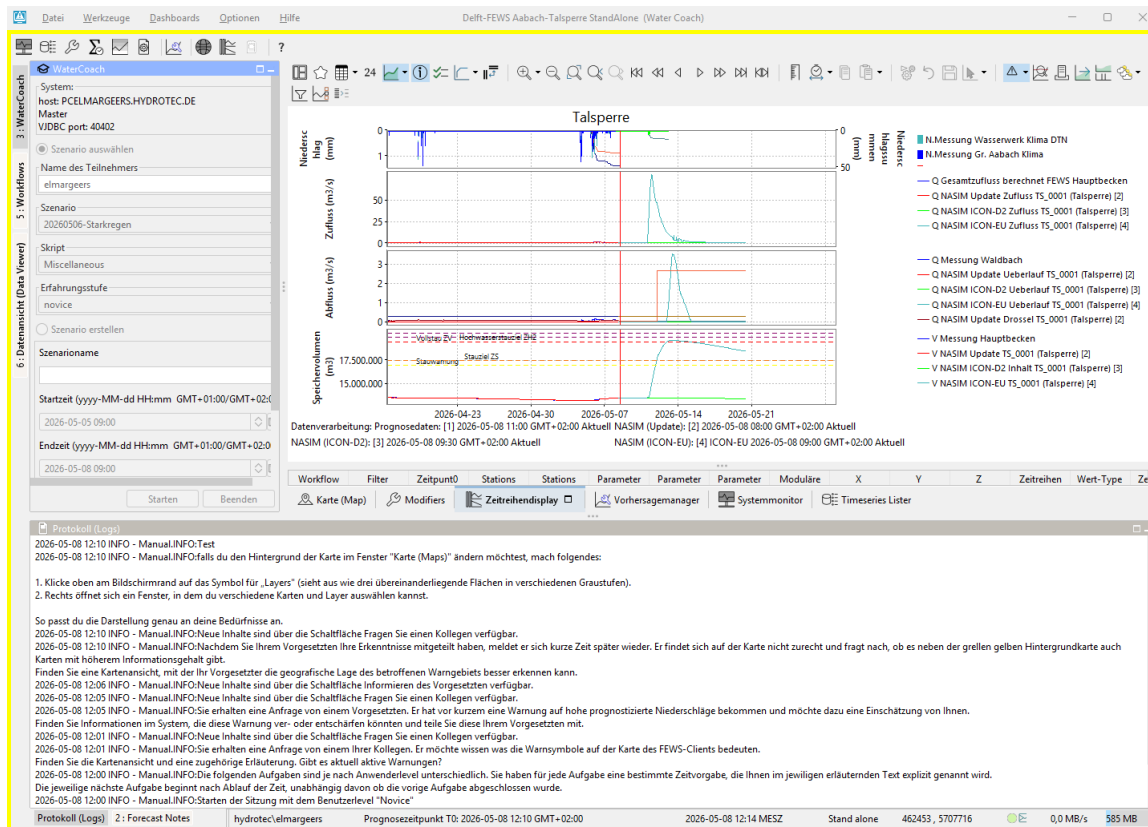 Datei Werkzeuge Dashboards Optionen Hilfe Delft-FEWS Aabach-Talsperre StandAlone (Water Coach)
?
3 : WaterCoach
5 : Workflows
6 : Datenansicht (Data Viewer)
WaterCoach
System:
host: PCELMARGEERS.HYDROTEC.DE
Master
VJDBC port: 40402
Szenario auswählen
Name des Teilnehmers
elmargeers
Szenario
20260506-Starkregen
Skript
Miscellaneous
Erfahrungsstufe
novice
Szenario erstellen
Szenarioname
Startzeit (yyyy-MM-dd HH:mm GMT+01:00/GMT+02:0
2026-05-05 09:00
Endzeit (yyyy-MM-dd HH:mm GMT+01:00/GMT+02:0
2026-05-08 09:00
Starten Beenden
24
Talsperre
Niedersc
hlag
(mm)
0
1
0
50
(mm)
Niedersc
hlagssu
mmen
N.Messung Wasserwerk Klima DTN
N.Messung Gr. Aabach Klima
Zufluss (m3/s)
50
25
0
Q Gesamtzufluss berechnet FEWS Hauptbecken
Q NASIM Update Zufluss TS_0001 (Talsperre) [2]
Q NASIM ICON-D2 Zufluss TS_0001 (Talsperre) [3]
Q NASIM ICON-EU Zufluss TS_0001 (Talsperre) [4]
Abfluss (m3/s)
3
2
1
0
Q Messung Waldbach
Q NASIM Update Ueberlauf TS_0001 (Talsperre) [2]
Q NASIM ICON-D2 Ueberlauf TS_0001 (Talsperre) [3]
Q NASIM ICON-EU Ueberlauf TS_0001 (Talsperre) [4]
Q NASIM Update Drossel TS_0001 (Talsperre) [2]
Speichervolumen
(m3)
17.500.000
15.000.000
Vollstau ZV Hochwasserstauziel ZHZ
Stauwarnung Stauziel ZS
V Messung Hauptbecken
V NASIM Update TS_0001 (Talsperre) [2]
V NASIM ICON-D2 Inhalt TS_0001 (Talsperre) [3]
V NASIM ICON-EU TS_0001 (Talsperre) [4]
2026-04-23 2026-04-30 2026-05-07 2026-05-14 2026-05-21
Datenverarbeitung: Prognosedaten: [1] 2026-05-08 11:00 GMT+02:00 Aktuell NASIM (Update): [2] 2026-05-08 08:00 GMT+02:00 Aktuell
NASIM (ICON-D2): [3] 2026-05-08 09:30 GMT+02:00 Aktuell NASIM (ICON-EU): [4] ICON-EU 2026-05-08 09:00 GMT+02:00 Aktuell
Workflow Filter Zeitpunt0 Stations Stations Parameter Parameter Parameter Moduläre X Y Z Zeitreihen Wert-Type Ze
Karte (Map) Modifiers Zeitreihendisplay Vorhersagemanager Systemmonitor Timeseries Lister
Protokoll (Logs)
2026-05-08 12:10 INFO - Manual.INFO:Test
2026-05-08 12:10 INFO - Manual.INFO:falls du den Hintergrund der Karte im Fenster "Karte (Maps)" ändern möchtest, mach folgendes:
1. Klicke oben am Bildschirmrand auf das Symbol für „Layers“ (sieht aus wie drei übereinanderliegende Flächen in verschiedenen Graustufen).
2. Rechts öffnet sich ein Fenster, in dem du verschiedene Karten und Layer auswählen kannst.
So passt du die Darstellung genau an deine Bedürfnisse an.
2026-05-08 12:10 INFO - Manual.INFO:Neue Inhalte sind über die Schaltfläche Fragen Sie einen Kollegen verfügbar.
2026-05-08 12:10 INFO - Manual.INFO:Nachdem Sie Ihrem Vorgesetzten Ihre Erkenntnisse mitgeteilt haben, meldet er sich kurze Zeit später wieder. Er findet sich auf der Karte nicht zurecht und fragt nach, ob es neben der grellen gelben Hintergrundkarte auch
Karten mit höherem Informationsgehalt gibt.
Finden Sie eine Kartenansicht, mit der Ihr Vorgesetzter die geografische Lage des betroffenen Warngebiets besser erkennen kann.
2026-05-08 12:06 INFO - Manual.INFO:Neue Inhalte sind über die Schaltfläche Informieren des Vorgesetzten verfügbar.
2026-05-08 12:05 INFO - Manual.INFO:Neue Inhalte sind über die Schaltfläche Fragen Sie einen Kollegen verfügbar.
2026-05-08 12:05 INFO - Manual.INFO:Sie erhalten eine Anfrage von einem Vorgesetzten. Er hat vor kurzem eine Warnung auf hohe prognostizierte Niederschläge bekommen und möchte dazu eine Einschätzung von Ihnen.
Finden Sie Informationen im System, die diese Warnung ver- oder entschärfen könnten und teile Sie diese Ihrem Vorgesetzten mit.
2026-05-08 12:01 INFO - Manual.INFO:Neue Inhalte sind über die Schaltfläche Fragen Sie einen Kollegen verfügbar.
2026-05-08 12:01 INFO - Manual.INFO:Sie erhalten eine Anfrage von einem Ihrer Kollegen. Er möchte wissen was die Warnsymbole auf der Karte des FEWS-Clients bedeuten.
Finden Sie die Kartenansicht und eine zugehörige Erläuterung. Gibt es aktuell aktive Warnungen?
2026-05-08 12:00 INFO - Manual.INFO:Die folgenden Aufgaben sind je nach Anwenderlevel unterschiedlich. Sie haben für jede Aufgabe eine bestimmte Zeitvorgabe, die Ihnen im jeweiligen erläuternden Text explizit genannt wird.
Die jeweilige nächste Aufgabe beginnt nach Ablauf der Zeit, unabhängig davon ob die vorige Aufgabe abgeschlossen wurde.
2026-05-08 12:00 INFO - Manual.INFO:Starten der Sitzung mit dem Benutzerlevel "Novice"
Protokoll (Logs) 2 : Forecast Notes hydrotec\elmargeers Prognosezeitpunkt T0: 2026-05-08 12:10 GMT+02:00 2026-05-08 12:14 MESZ Stand alone 462453 , 5707716 0,0 MB/s 585 MB